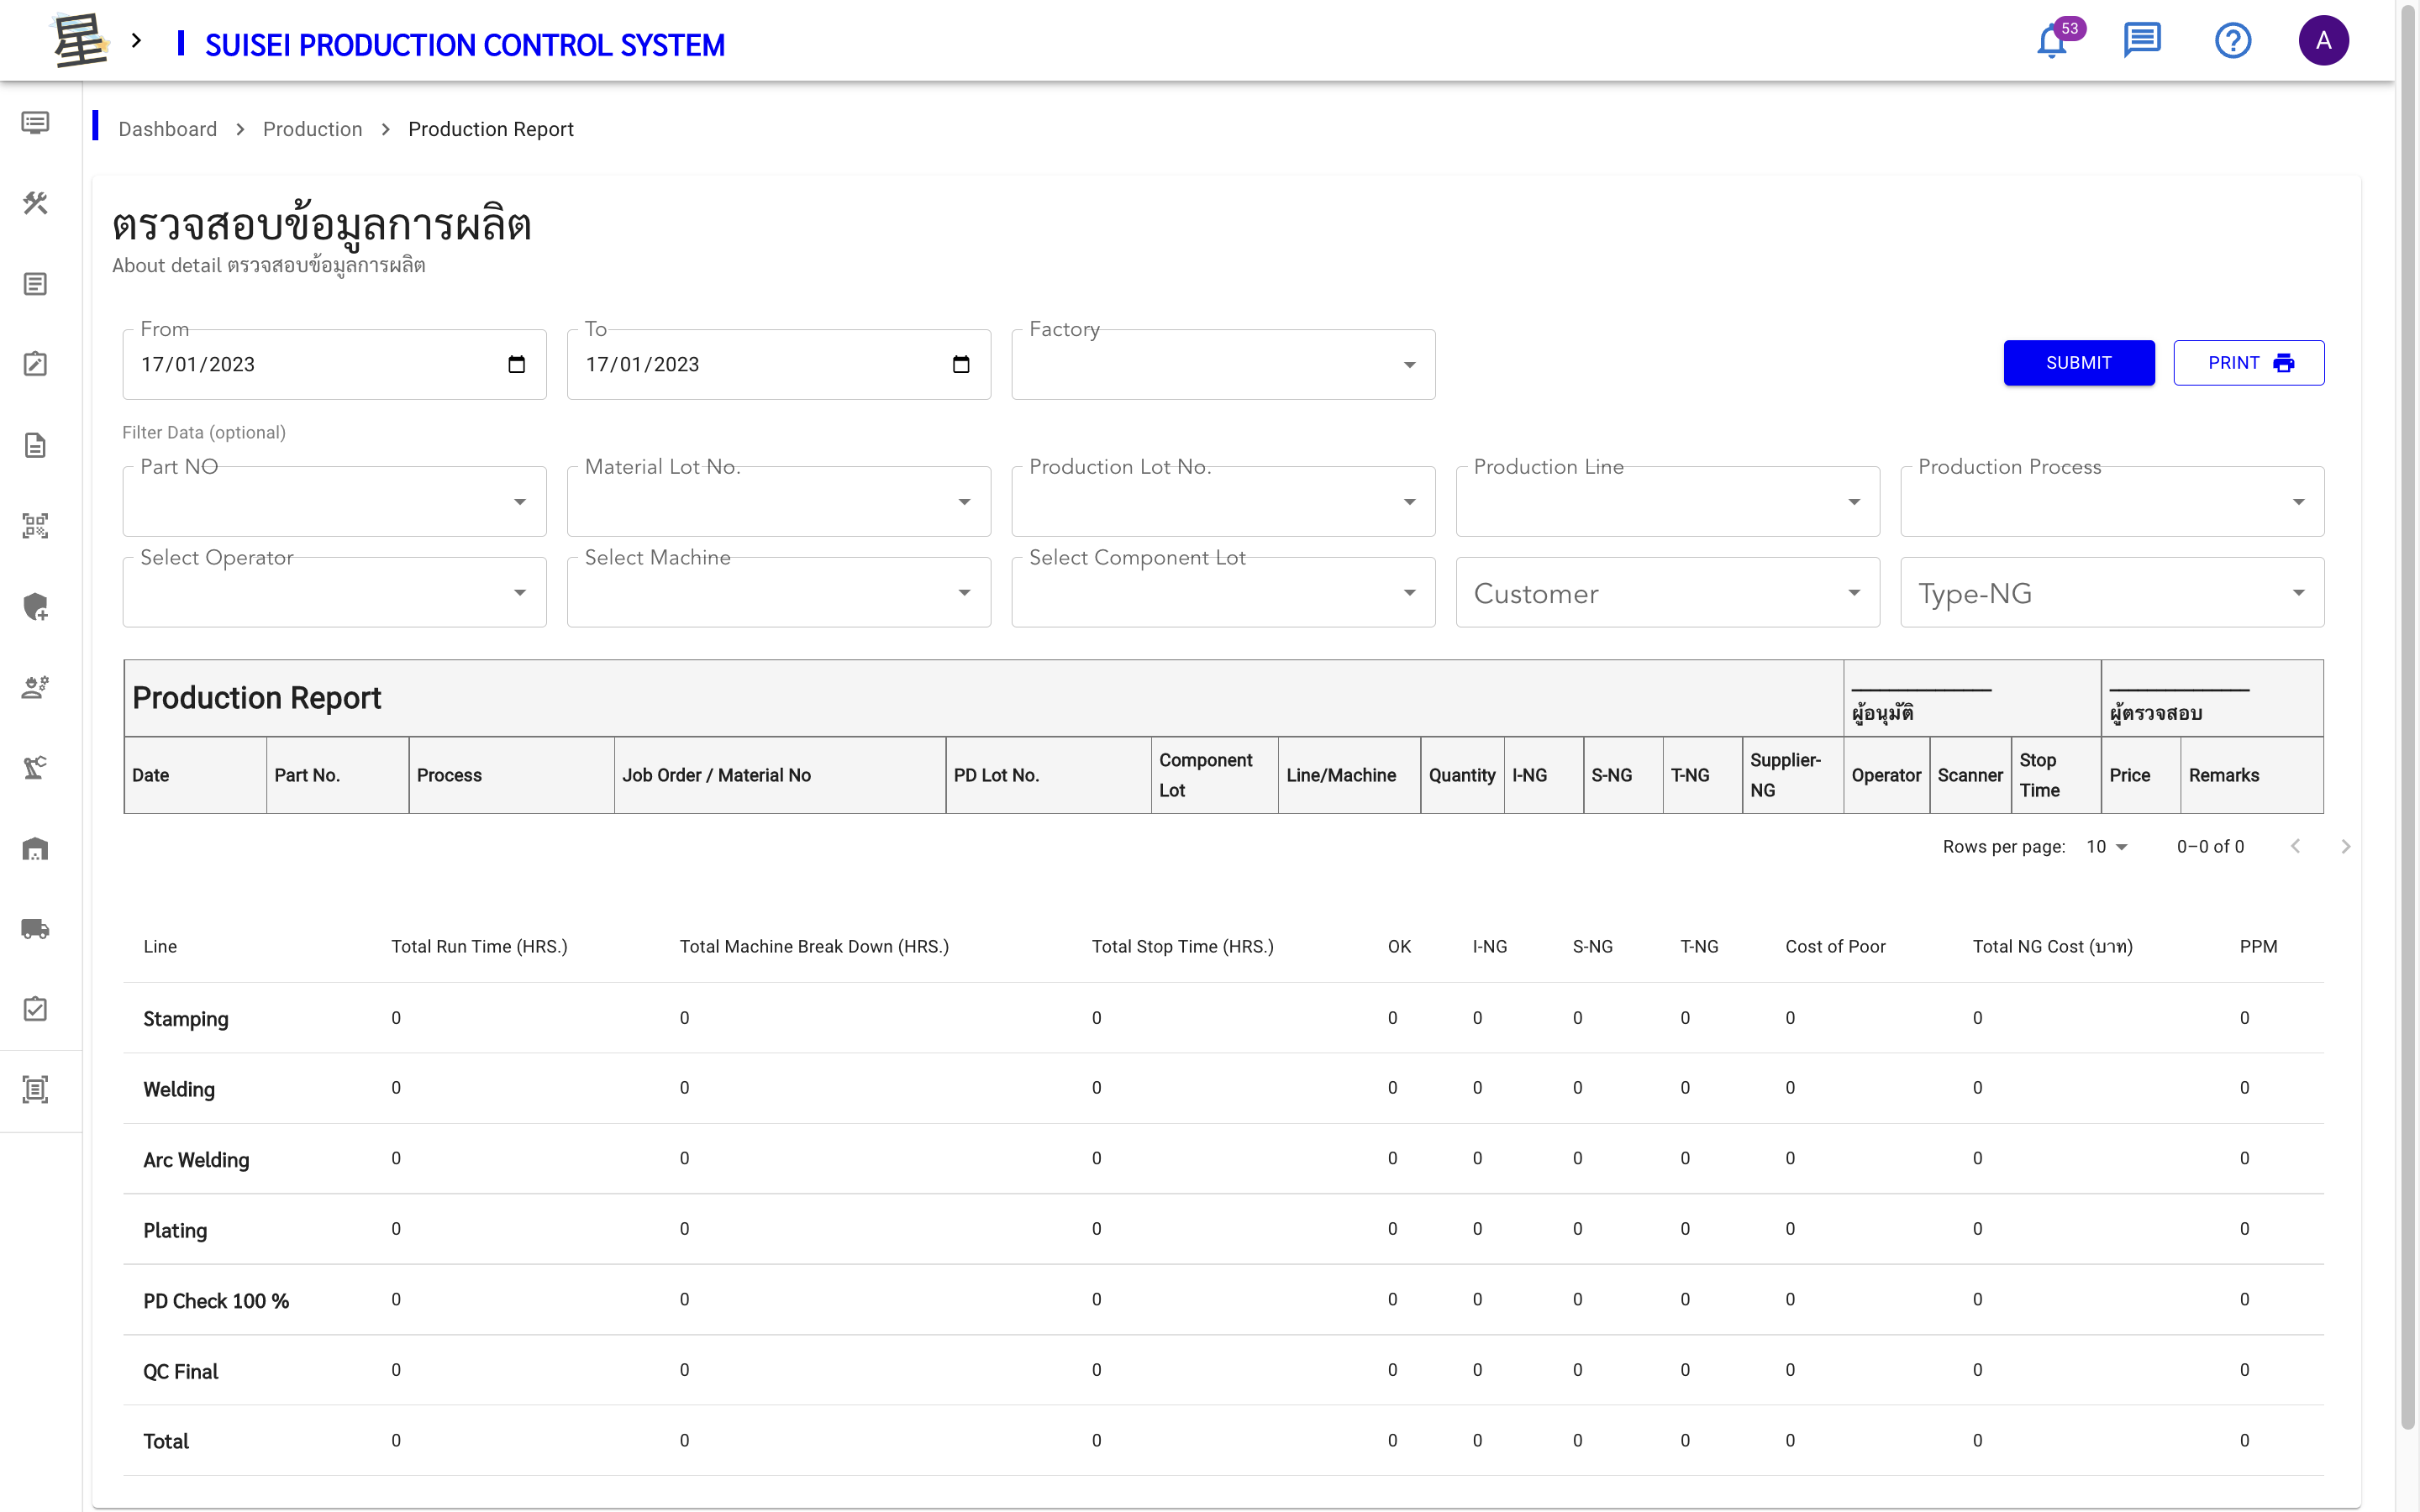 星
SUISEI PRODUCTION CONTROL SYSTEM
53
A
Dashboard > Production > Production Report
ตรวจสอบข้อมูลการผลิต
About detail ตรวจสอบข้อมูลการผลิต
From To Factory
17/01/2023 17/01/2023 SUBMIT PRINT
Filter Data (optional)
Part NO Material Lot No. Production Lot No. Production Line Production Process
Select Operator Select Machine Select Component Lot Customer Type-NG
Production Report
ผู้อนุมัติ ผู้ตรวจสอบ
Date Part No. Process Job Order / Material No PD Lot No. Component Lot Line/Machine Quantity I-NG S-NG T-NG Supplier-NG Operator Scanner Stop Time Price Remarks
Rows per page: 10 0–0 of 0
Line Total Run Time (HRS.) Total Machine Break Down (HRS.) Total Stop Time (HRS.) OK I-NG S-NG T-NG Cost of Poor Total NG Cost (บาท) PPM
Stamping 0 0 0 0 0 0 0 0 0 0
Welding 0 0 0 0 0 0 0 0 0 0
Arc Welding 0 0 0 0 0 0 0 0 0 0
Plating 0 0 0 0 0 0 0 0 0 0
PD Check 100 % 0 0 0 0 0 0 0 0 0 0
QC Final 0 0 0 0 0 0 0 0 0 0
Total 0 0 0 0 0 0 0 0 0 0